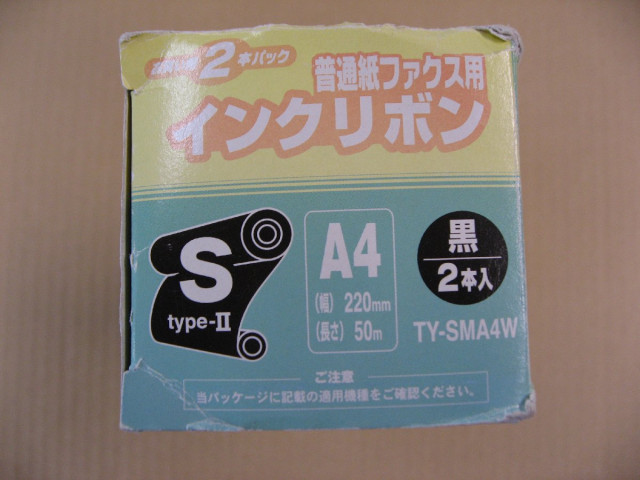 2本パック
普通紙ファクス用
インクリボン
S
type-II
A4
(幅) 220mm
(長さ) 50m
黒
2本入
TY-SMA4W
ご注意
当パッケージに記載の適用機種をご確認ください。